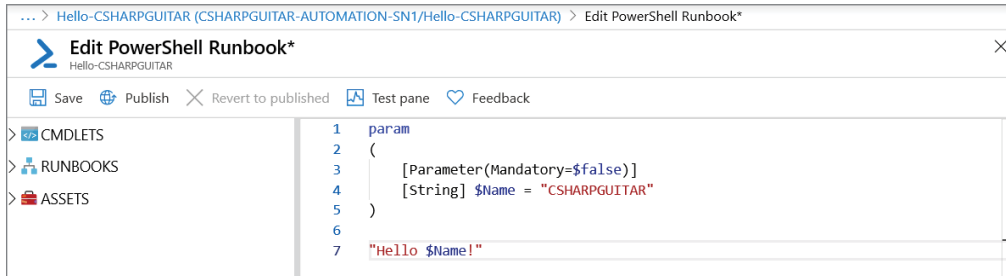 ... > Hello-CSHARPGUITAR (CSHARPGUITAR-AUTOMATION-SN1/Hello-CSHARPGUITAR) > Edit PowerShell Runbook*
Edit PowerShell Runbook*
Hello-CSHARPGUITAR
Save Publish Revert to published Test pane Feedback
> CMDLETS
> RUNBOOKS
> ASSETS
1 param
2 (
3 [Parameter(Mandatory=$false)]
4 [String] $Name = "CSHARPGUITAR"
5 )
6
7 "Hello $Name!"